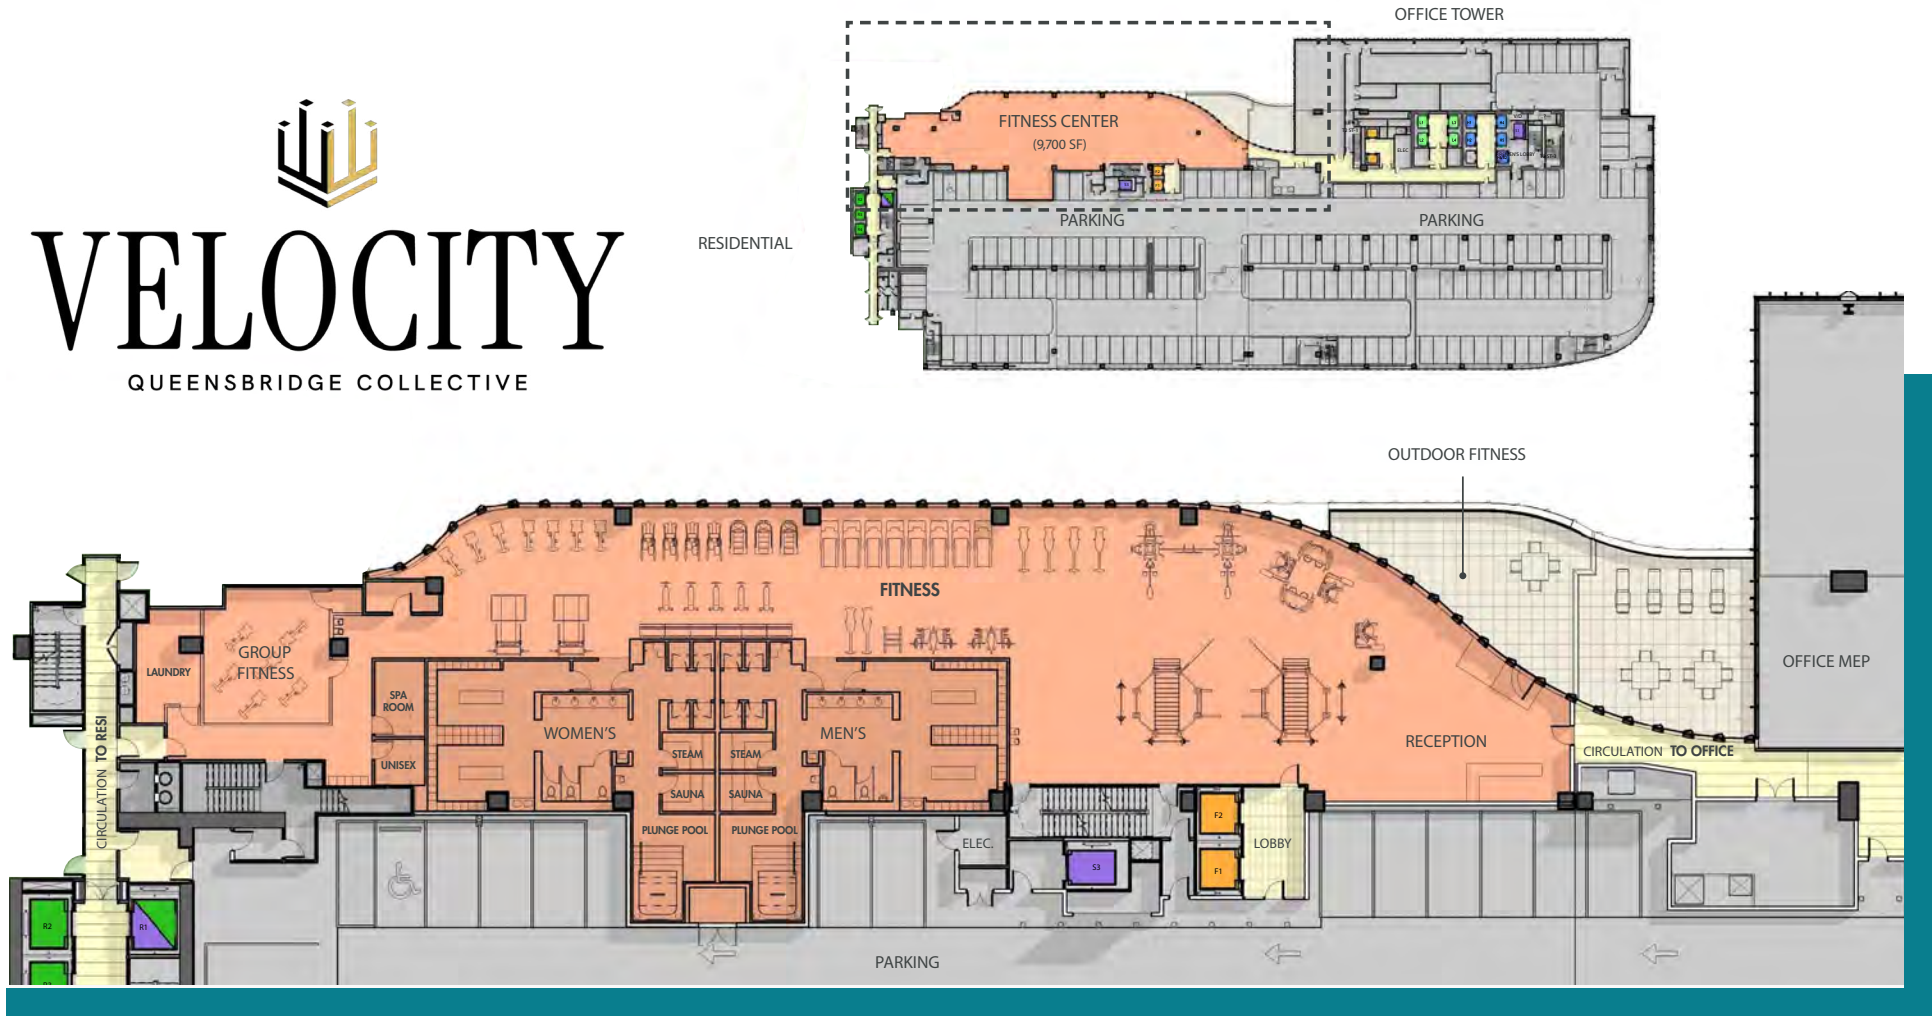 OFFICE TOWER
FITNESS CENTER
(9,700 SF)
ELEC
PARKING
PARKING
RESIDENTIAL
VELOCITY
QUEENSBRIDGE COLLECTIVE
OUTDOOR FITNESS
FITNESS
GROUP
FITNESS
LAUNDRY
SPA
ROOM
UNISEX
WOMEN'S
MEN'S
STEAM
STEAM
SAUNA
SAUNA
PLUNGE POOL
PLUNGE POOL
RECEPTION
OFFICE MEP
CIRCULATION TO OFFICE
CIRCULATION TO RESI
ELEC.
S3
F2
F1
LOBBY
R2
R1
PARKING